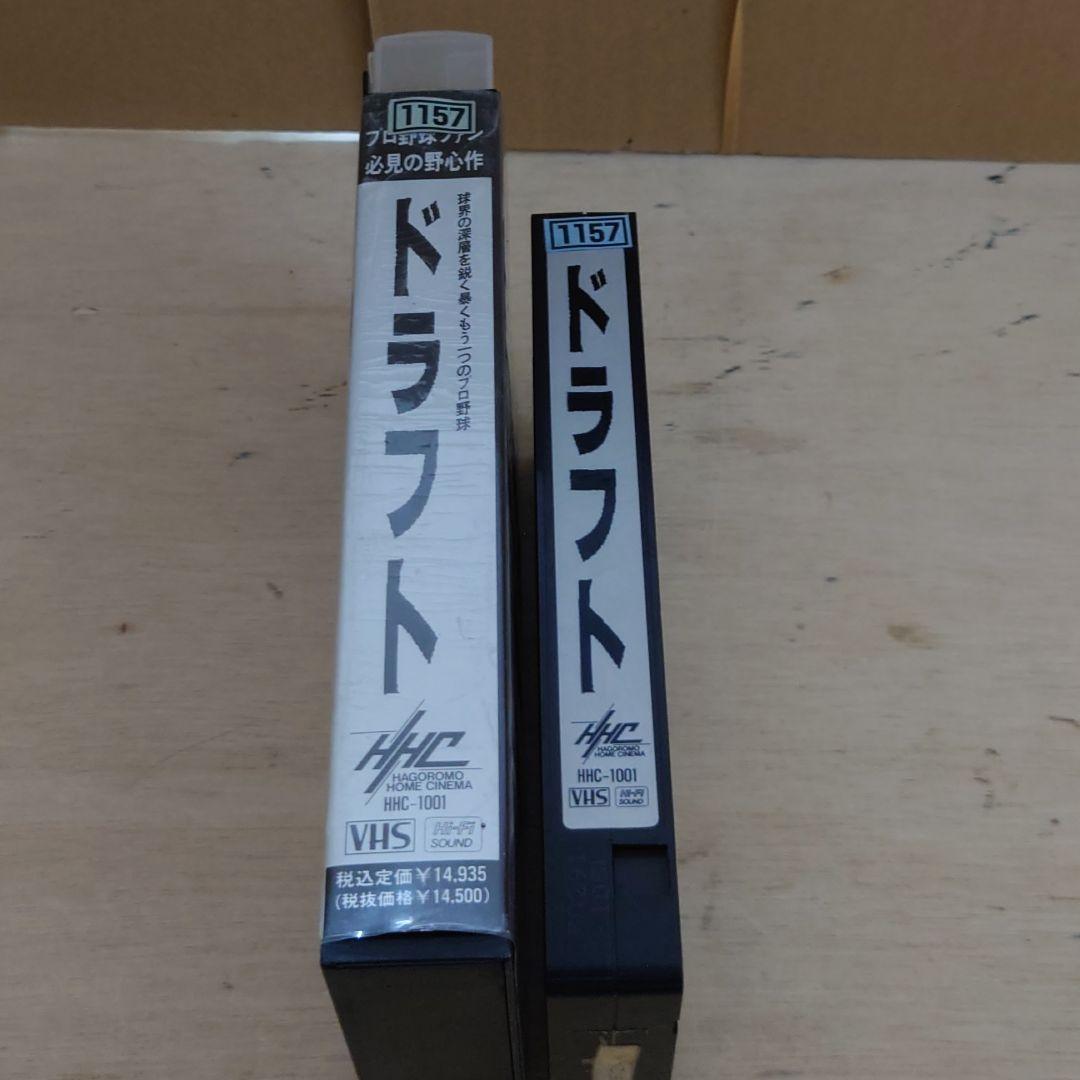 1157
プロ野球ファン
必見の野心作
球界の深層を鋭く暴くもう一つのプロ野球
ドラフト
HHC
HAGOROMO
HOME CINEMA
HHC-1001
VHS
Hi-Fi
SOUND
税込定価￥14,935
(税抜価格￥14,500)
1157
ドラフト
HHC
HAGOROMO
HOME CINEMA
HHC-1001
VHS
Hi-Fi
SOUND